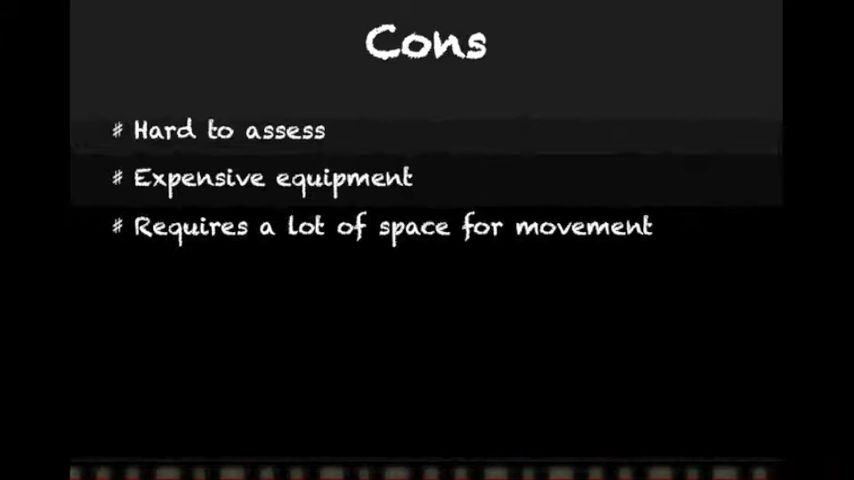 Cons
# Hard to assess
# Expensive equipment
# Requires a lot of space for movement